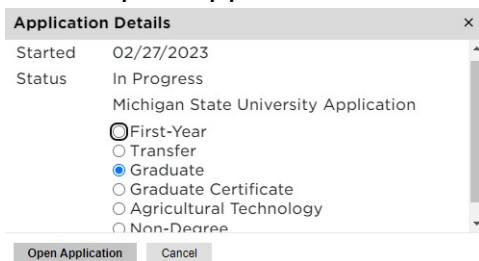 Application Details ×
Started 02/27/2023
Status In Progress
Michigan State University Application
First-Year
Transfer
Graduate
Graduate Certificate
Agricultural Technology
Non-Degree
Open Application Cancel